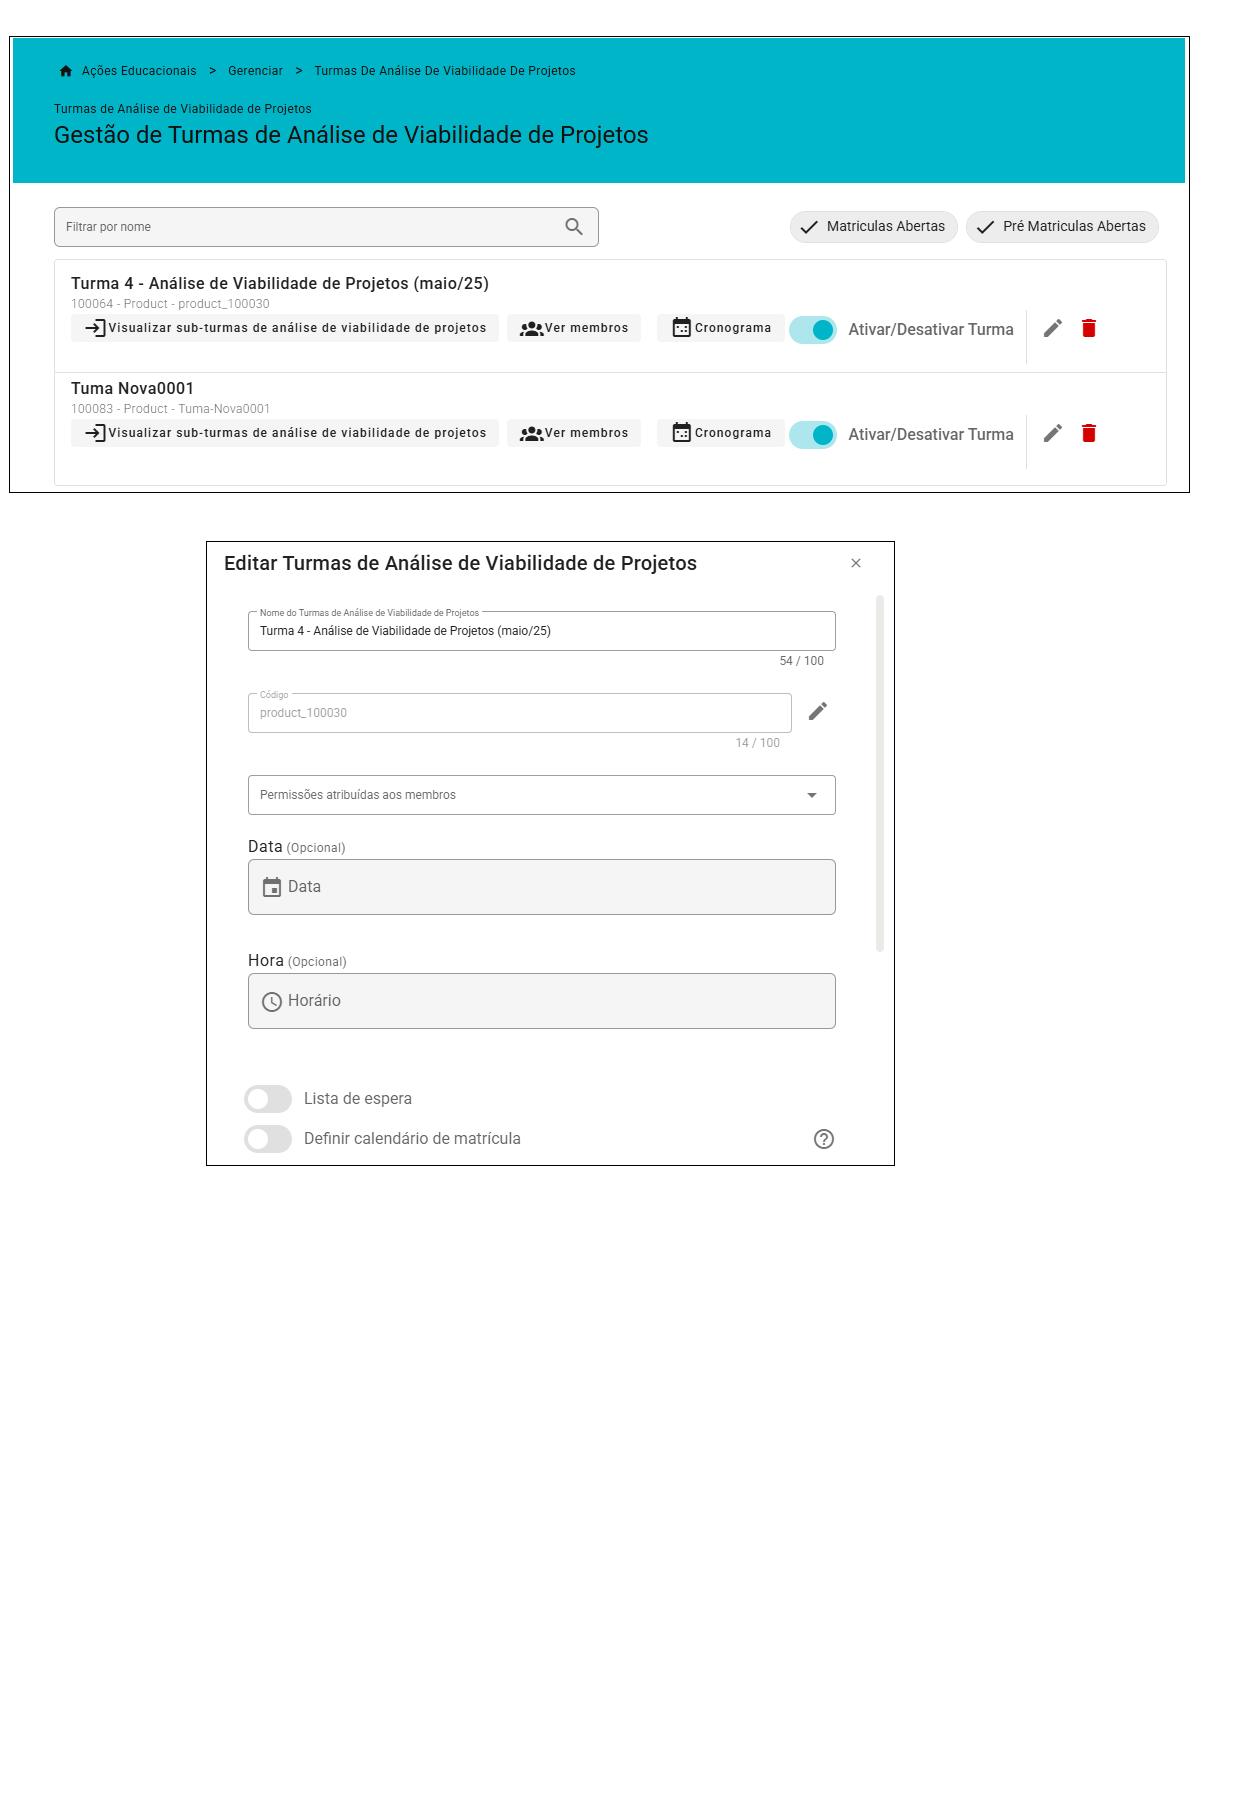 Ações Educacionais > Gerenciar > Turmas De Análise De Viabilidade De Projetos
Turmas de Análise de Viabilidade de Projetos
Gestão de Turmas de Análise de Viabilidade de Projetos
Filtrar por nome
Matriculas Abertas
Pré Matriculas Abertas
Turma 4 - Análise de Viabilidade de Projetos (maio/25)
100064 - Product - product_100030
Visualizar sub-turmas de análise de viabilidade de projetos
Ver membros
Cronograma
Ativar/Desativar Turma
Tuma Nova0001
100083 - Product - Tuma-Nova0001
Visualizar sub-turmas de análise de viabilidade de projetos
Ver membros
Cronograma
Ativar/Desativar Turma
Editar Turmas de Análise de Viabilidade de Projetos
Nome do Turmas de Análise de Viabilidade de Projetos
Turma 4 - Análise de Viabilidade de Projetos (maio/25)
54 / 100
Código
product_100030
14 / 100
Permissões atribuídas aos membros
Data (Opcional)
Data
Hora (Opcional)
Horário
Lista de espera
Definir calendário de matrícula